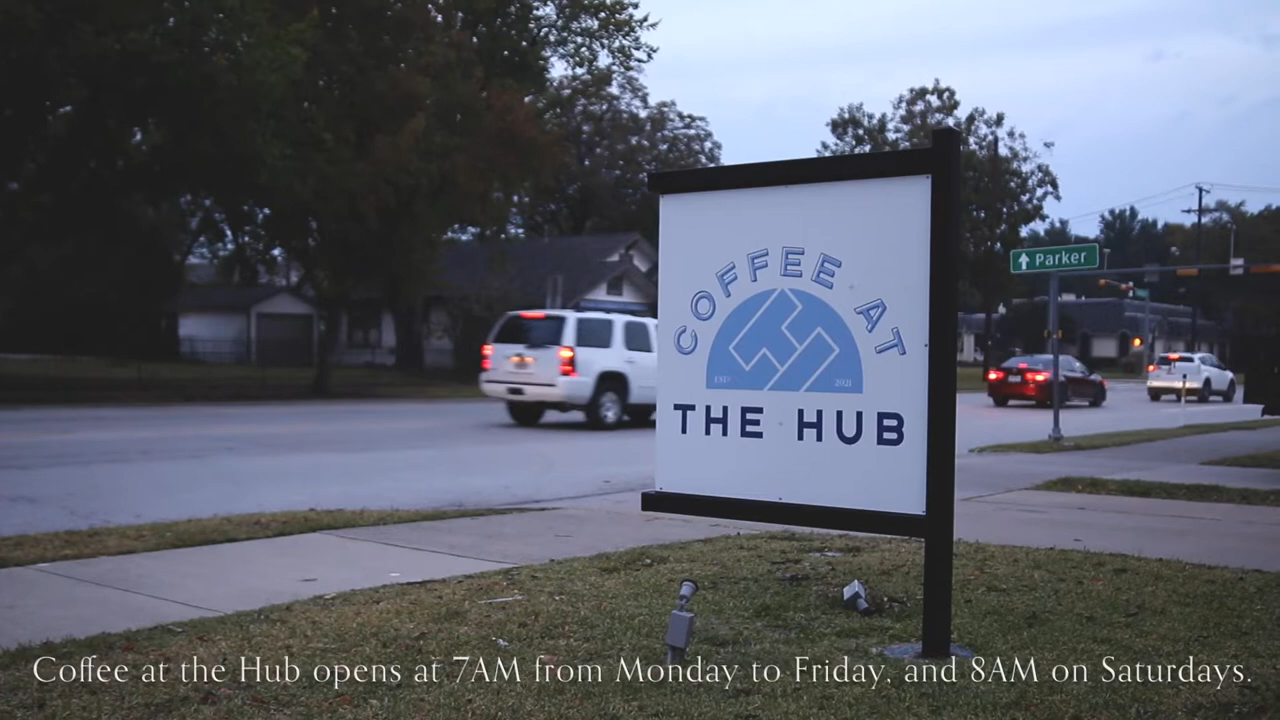 COFFEE AT
EST. 2021
THE HUB
Parker
Coffee at the Hub opens at 7AM from Monday to Friday, and 8AM on Saturdays.